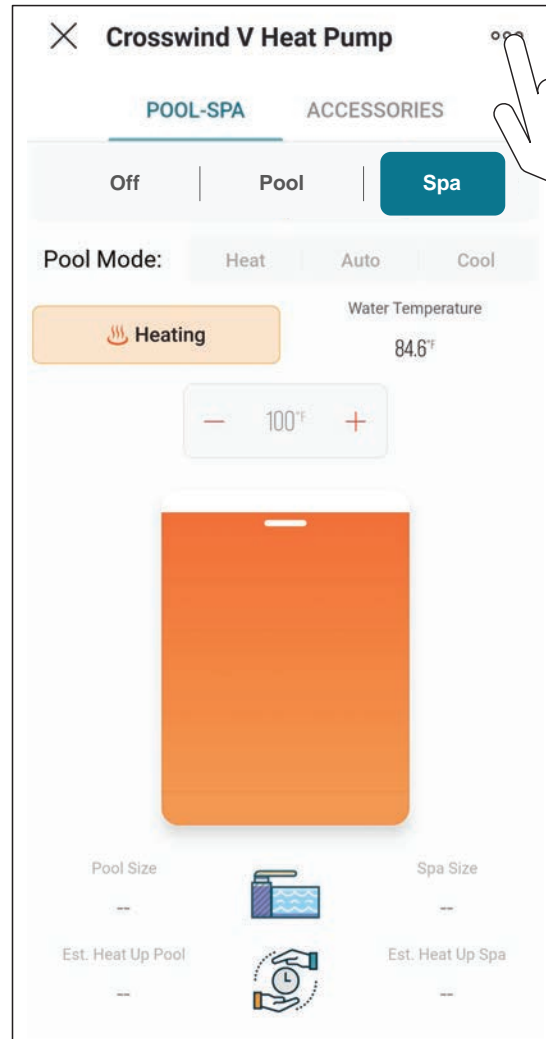 Crosswind V Heat Pump
POOL-SPA ACCESSORIES
Off Pool Spa
Pool Mode: Heat Auto Cool
Water Temperature
Heating
84.6°F
— 100°F +
Pool Size Spa Size
-- --
Est. Heat Up Pool Est. Heat Up Spa
-- --